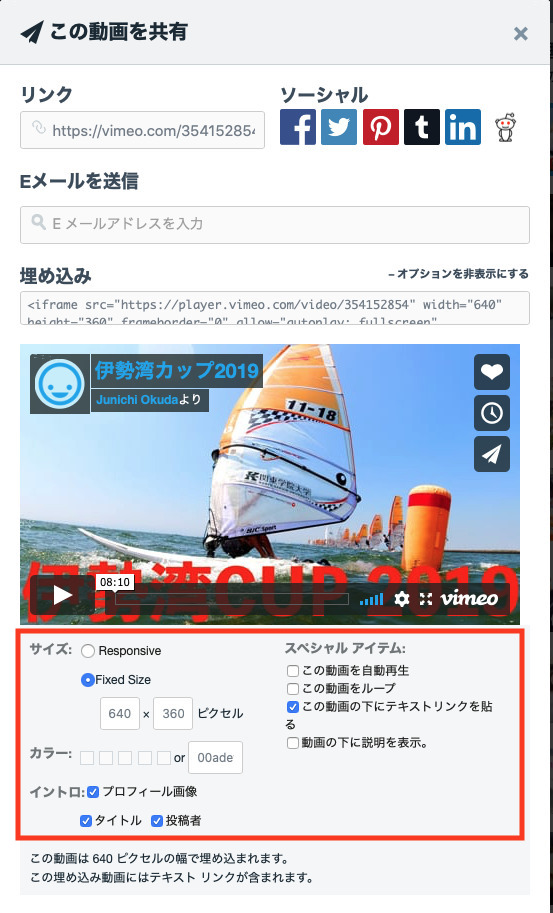 この動画を共有
×
リンク
ソーシャル
https://vimeo.com/354152854
Eメールを送信
E メールアドレスを入力
埋め込み
– オプションを非表示にする
<iframe src="https://player.vimeo.com/video/354152854" width="640"
height="360" frameborder="0" allow="autoplay; fullscreen"
伊勢湾カップ2019
Junichi Okudaより
11-18
K 関東学院大学
08:10
伊勢湾CUP 2019
vimeo
サイズ:
Responsive
スペシャル アイテム:
この動画を自動再生
Fixed Size
この動画をループ
この動画の下にテキストリンクを貼
る
640 × 360 ピクセル
動画の下に説明を表示。
カラー:
or 00ade
イントロ: プロフィール画像
タイトル 投稿者
この動画は 640 ピクセルの幅で埋め込まれます。
この埋め込み動画にはテキスト リンクが含まれます。